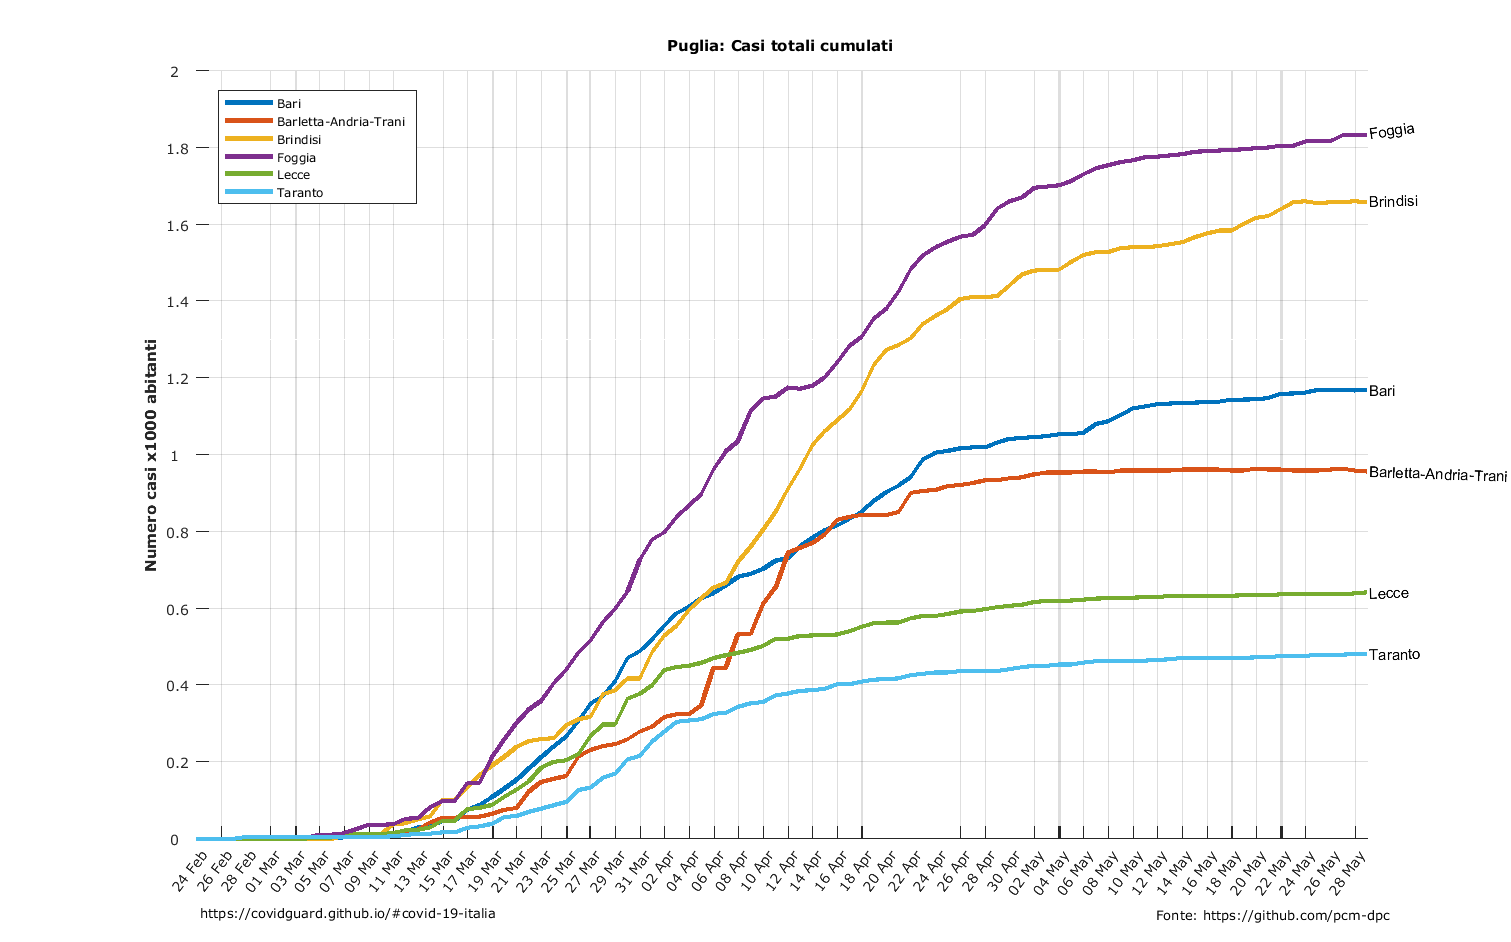 Puglia: Casi totali cumulati
Numero casi x1000 abitanti
2
1.8
1.6
1.4
1.2
1
0.8
0.6
0.4
0.2
0
Bari
Barletta-Andria-Trani
Brindisi
Foggia
Lecce
Taranto
Foggia
Brindisi
Bari
Barletta-Andria-Trani
Lecce
Taranto
24 Feb
26 Feb
28 Feb
01 Mar
03 Mar
05 Mar
07 Mar
09 Mar
11 Mar
13 Mar
15 Mar
17 Mar
19 Mar
21 Mar
23 Mar
25 Mar
27 Mar
29 Mar
31 Mar
02 Apr
04 Apr
06 Apr
08 Apr
10 Apr
12 Apr
14 Apr
16 Apr
18 Apr
20 Apr
22 Apr
24 Apr
26 Apr
28 Apr
30 Apr
02 May
04 May
06 May
08 May
10 May
12 May
14 May
16 May
18 May
20 May
22 May
24 May
26 May
28 May
https://covidguard.github.io/#covid-19-italia
Fonte: https://github.com/pcm-dpc